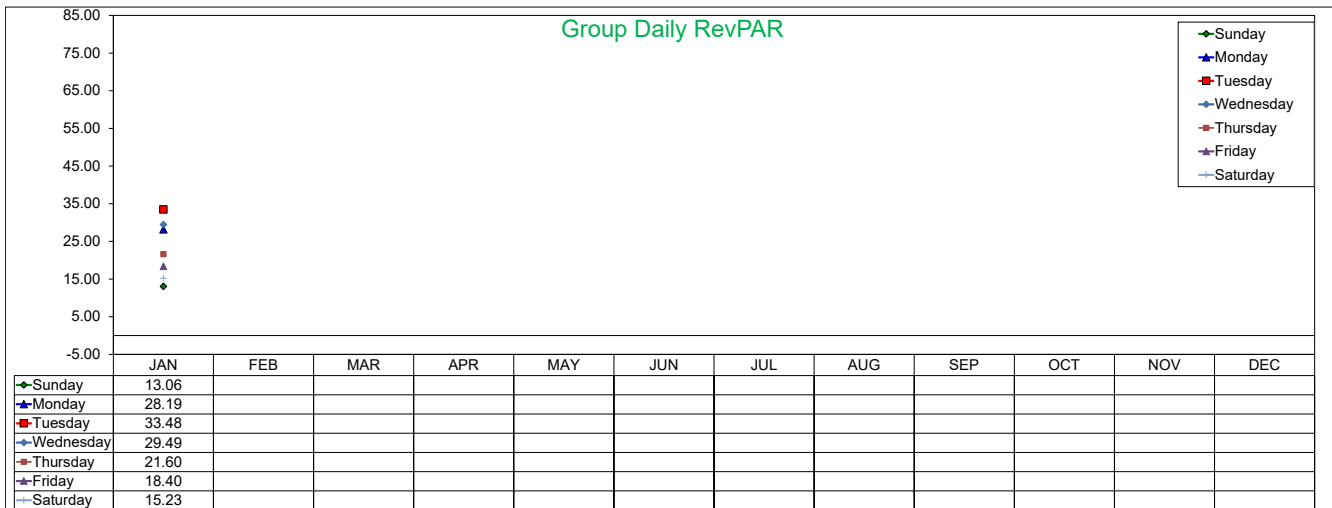 Group Daily RevPAR
85.00
75.00
65.00
55.00
45.00
35.00
25.00
15.00
5.00
-5.00
Sunday
Monday
Tuesday
Wednesday
Thursday
Friday
Saturday
JAN FEB MAR APR MAY JUN JUL AUG SEP OCT NOV DEC
Sunday 13.06
Monday 28.19
Tuesday 33.48
Wednesday 29.49
Thursday 21.60
Friday 18.40
Saturday 15.23